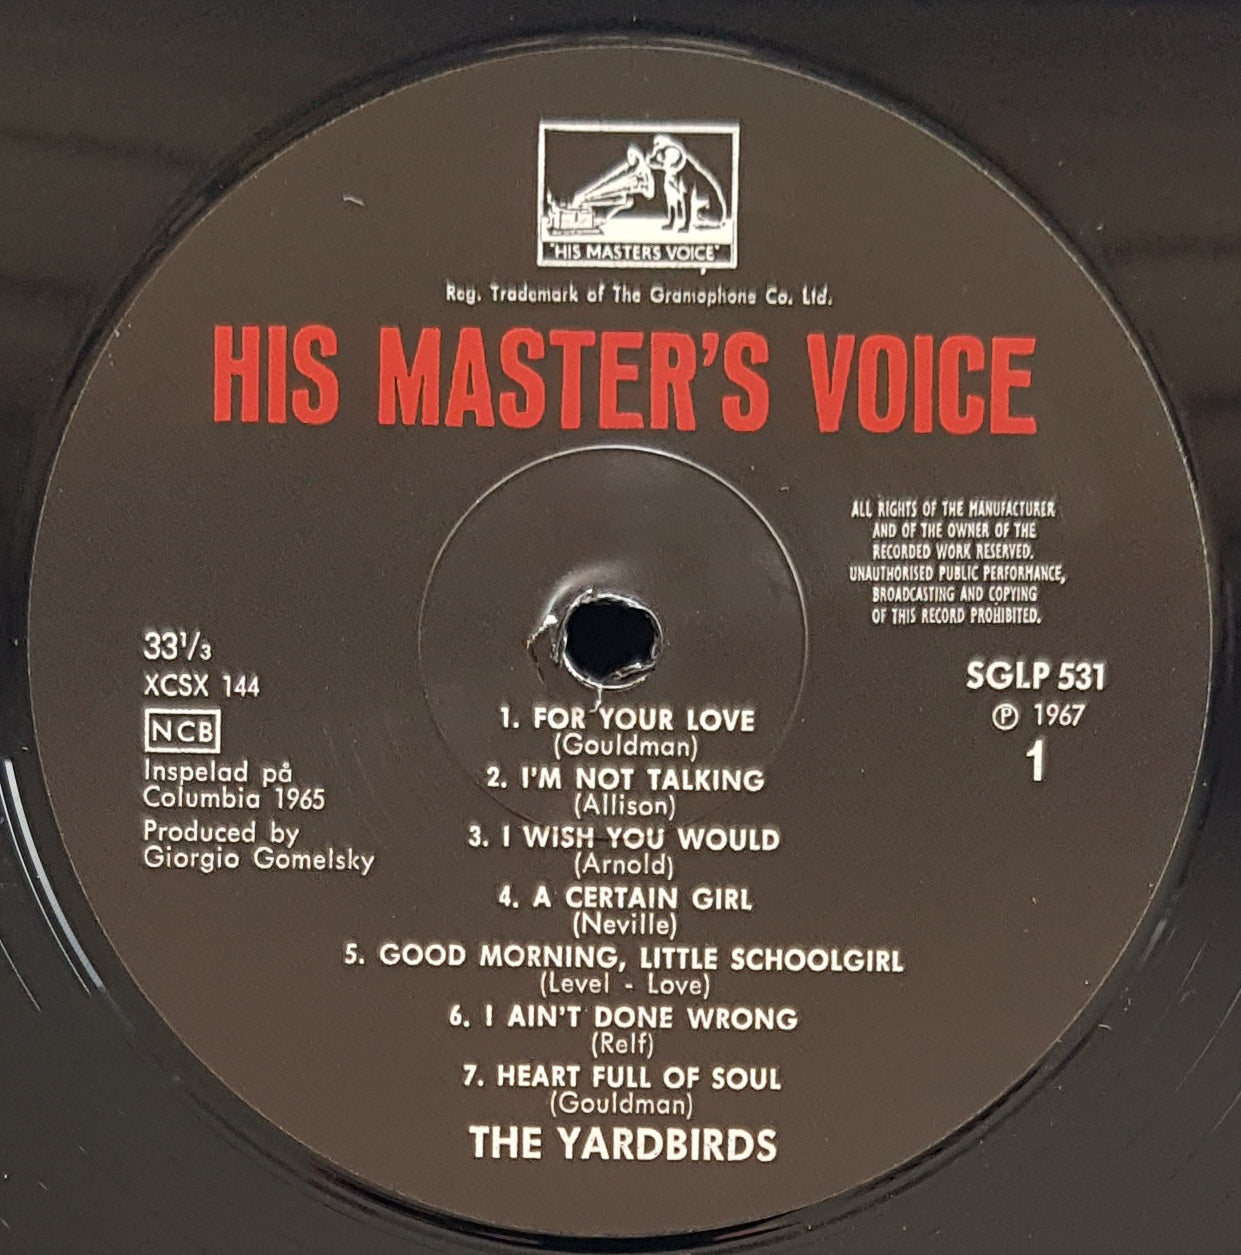 "HIS MASTER'S VOICE"
Reg. Trademark of The Gramophone Co. Ltd.
HIS MASTER'S VOICE
ALL RIGHTS OF THE MANUFACTURER
AND OF THE OWNER OF THE
RECORDED WORK RESERVED.
UNAUTHORISED PUBLIC PERFORMANCE,
BROADCASTING AND COPYING
OF THIS RECORD PROHIBITED.
33 1/3
XCSX 144
NCB
Inspelad på
Columbia 1965
Produced by
Giorgio Gomelsky
SGLP 531
Ⓟ 1967
1
1. FOR YOUR LOVE
(Gouldman)
2. I'M NOT TALKING
(Allison)
3. I WiSH YOU WOULD
(Arnold)
4. A CERTAIN GIRL
(Neville)
5. GOOD MORNING, LITTLE SCHOOLGIRL
(Level - Love)
6. I AIN'T DONE WRONG
(Relf)
7. HEART FULL OF SOUL
(Gouldman)
THE YARDBIRDS